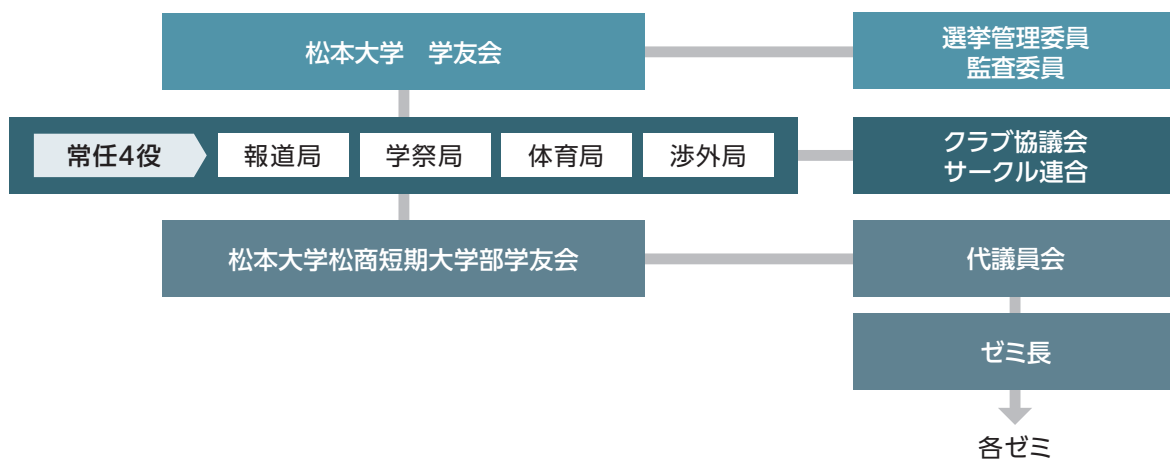 松本大学　学友会
選挙管理委員
監査委員
常任4役
報道局
学祭局
体育局
渉外局
クラブ協議会
サークル連合
松本大学松商短期大学部学友会
代議員会
ゼミ長
各ゼミ